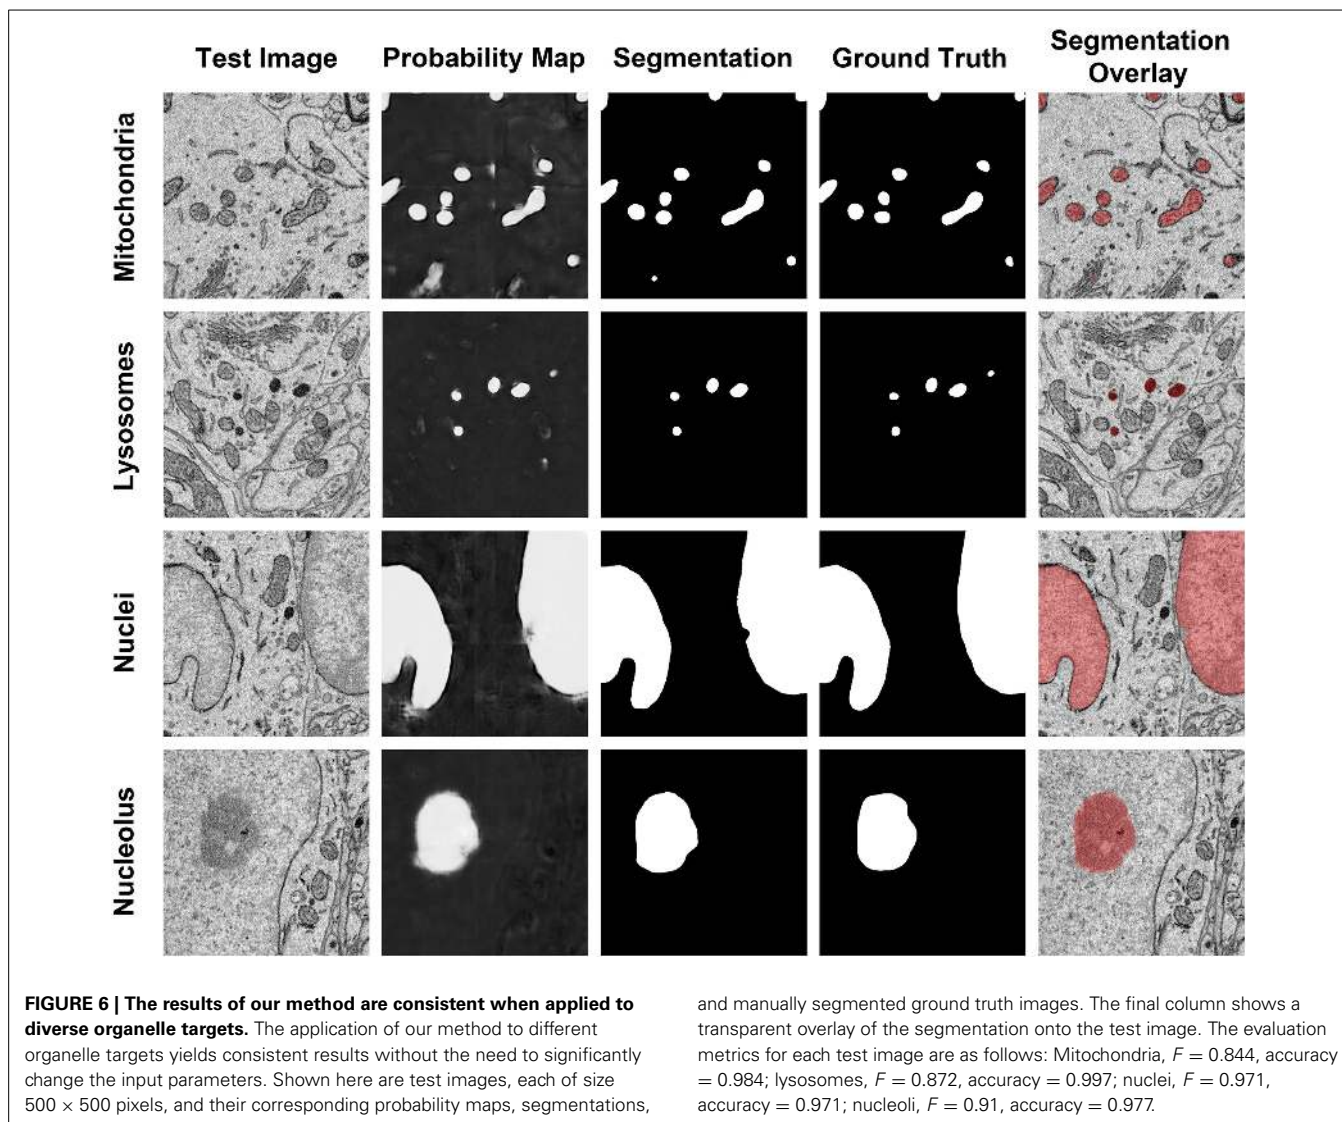 Test Image
Probability Map
Segmentation
Ground Truth
Segmentation
Overlay
Mitochondria
Lysosomes
Nuclei
Nucleolus
FIGURE 6 | The results of our method are consistent when applied to
diverse organelle targets. The application of our method to different
organelle targets yields consistent results without the need to significantly
change the input parameters. Shown here are test images, each of size
500 × 500 pixels, and their corresponding probability maps, segmentations,
and manually segmented ground truth images. The final column shows a
transparent overlay of the segmentation onto the test image. The evaluation
metrics for each test image are as follows: Mitochondria, F = 0.844, accuracy
= 0.984; lysosomes, F = 0.872, accuracy = 0.997; nuclei, F = 0.971,
accuracy = 0.971; nucleoli, F = 0.91, accuracy = 0.977.